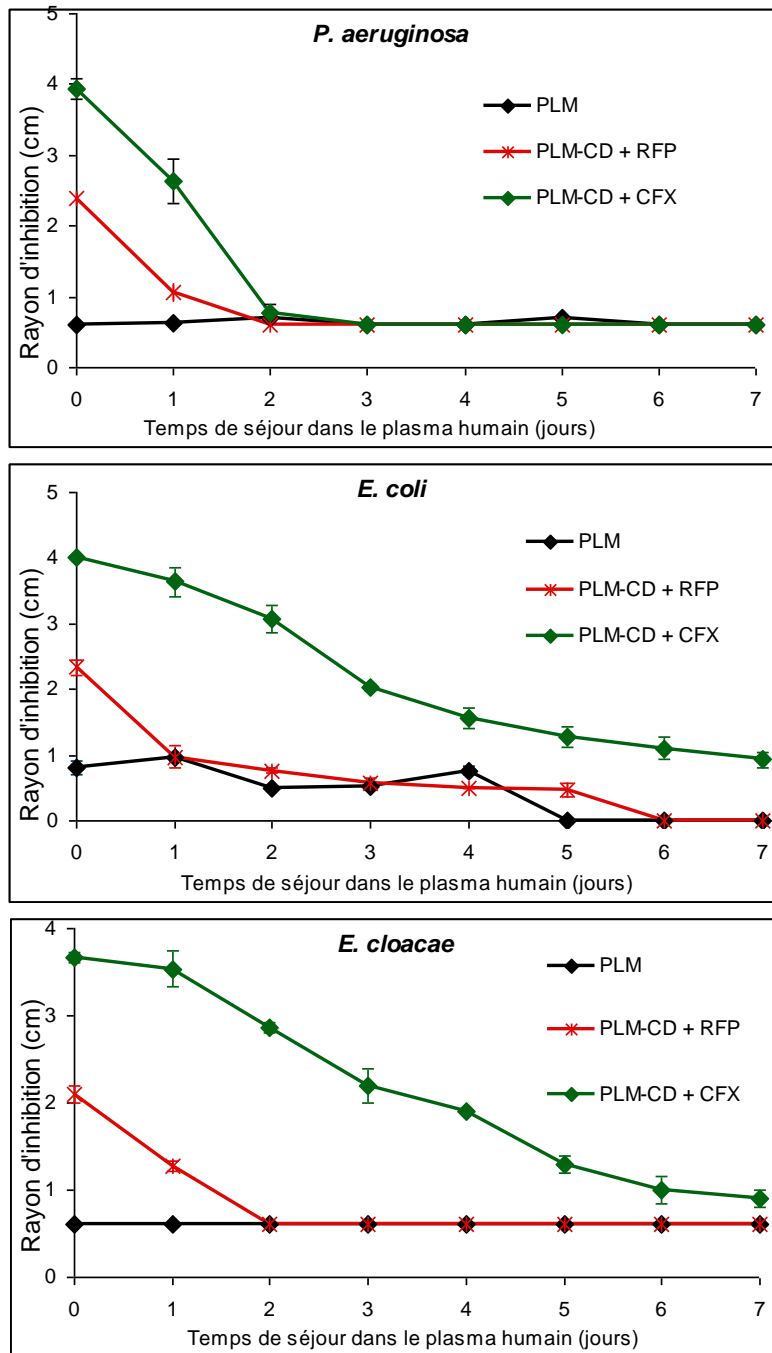 P. aeruginosa
5
4
3
2
1
0
Rayon d'inhibition (cm)
PLM
PLM-CD + RFP
PLM-CD + CFX
0 1 2 3 4 5 6 7
Temps de séjour dans le plasma humain (jours)
E. coli
5
4
3
2
1
0
Rayon d'inhibition (cm)
PLM
PLM-CD + RFP
PLM-CD + CFX
0 1 2 3 4 5 6 7
Temps de séjour dans le plasma humain (jours)
E. cloacae
4
3
2
1
0
Rayon d'inhibition (cm)
PLM
PLM-CD + RFP
PLM-CD + CFX
0 1 2 3 4 5 6 7
Temps de séjour dans le plasma humain (jours)